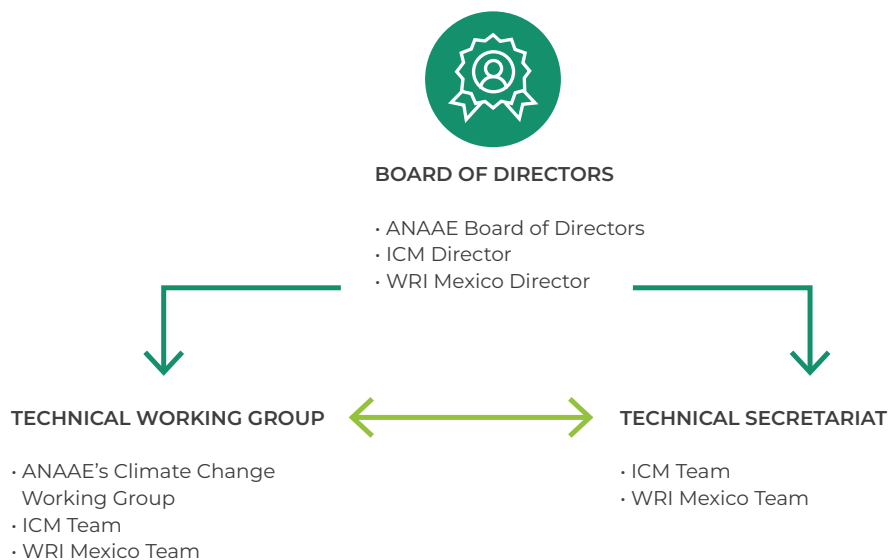 BOARD OF DIRECTORS
· ANAAE Board of Directors
· ICM Director
· WRI Mexico Director
TECHNICAL WORKING GROUP
· ANAAE’s Climate Change
Working Group
· ICM Team
· WRI Mexico Team
TECHNICAL SECRETARIAT
· ICM Team
· WRI Mexico Team